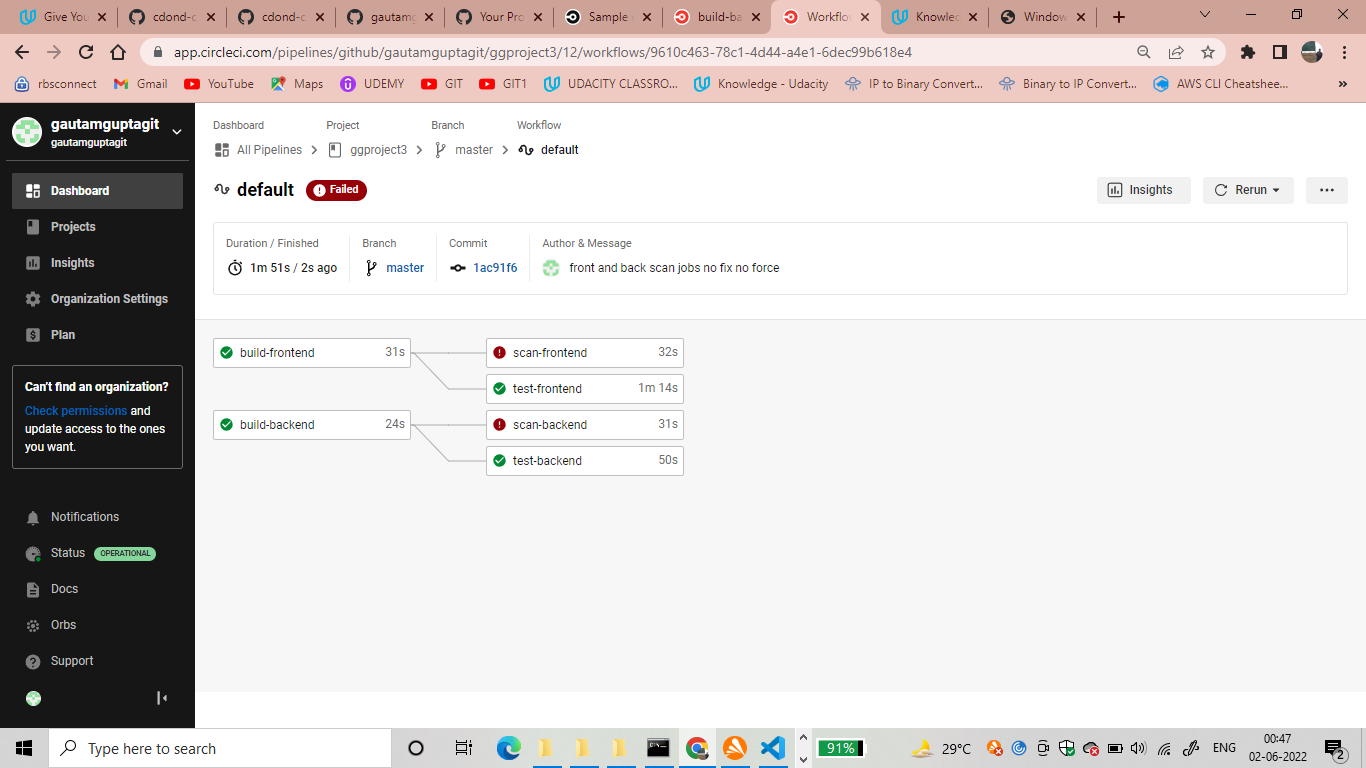 Give You
cdond-c
cdond-c
gautamg
Your Pro
Sample
build-ba
Workflo
Knowlec
Window
app.circleci.com/pipelines/github/gautamguptagit/ggproject3/12/workflows/9610c463-78c1-4d44-a4e1-6dec99b618e4
rbsconnect Gmail YouTube Maps UDEMY GIT GIT1 UDACITY CLASSRO... Knowledge - Udacity IP to Binary Convert... Binary to IP Convert... AWS CLI Cheatshee... »
gautamguptagit
gautamguptagit
Dashboard
Projects
Insights
Organization Settings
Plan
Can't find an organization?
Check permissions and
update access to the ones
you want.
Notifications
Status OPERATIONAL
Docs
Orbs
Support
Dashboard Project Branch Workflow
All Pipelines ggproject3 master default
default Failed
Insights Rerun
Duration / Finished Branch Commit Author & Message
1m 51s / 2s ago master 1ac91f6 front and back scan jobs no fix no force
build-frontend 31s scan-frontend 32s
test-frontend 1m 14s
build-backend 24s scan-backend 31s
test-backend 50s
Type here to search
91%
29°C
ENG
00:47
02-06-2022
2